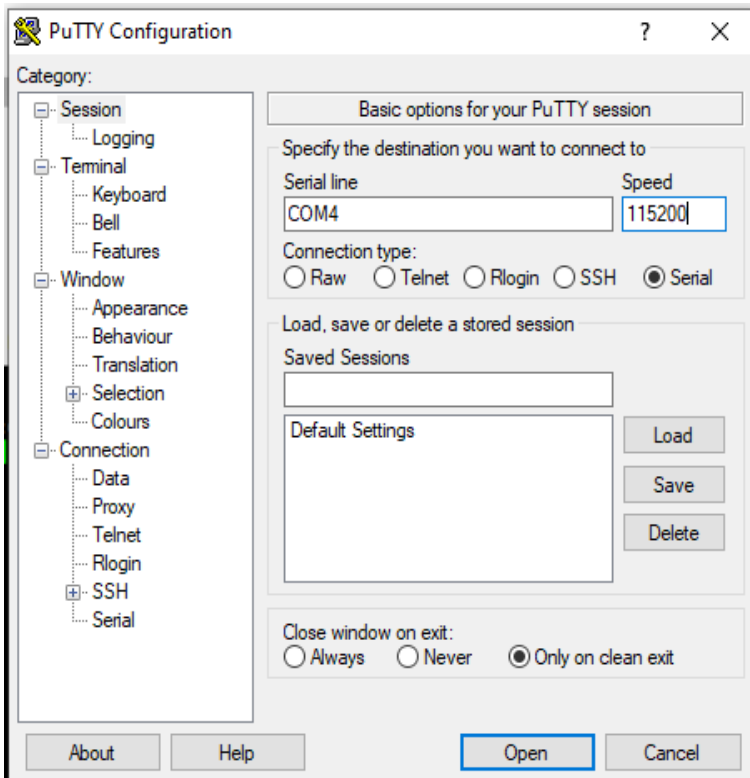 PuTTY Configuration
?
Category:
Session
Logging
Terminal
Keyboard
Bell
Features
Window
Appearance
Behaviour
Translation
Selection
Colours
Connection
Data
Proxy
Telnet
Rlogin
SSH
Serial
Basic options for your PuTTY session
Specify the destination you want to connect to
Serial line Speed
COM4 115200
Connection type:
Raw Telnet Rlogin SSH Serial
Load, save or delete a stored session
Saved Sessions
Default Settings
Load
Save
Delete
Close window on exit:
Always Never Only on clean exit
About Help Open Cancel